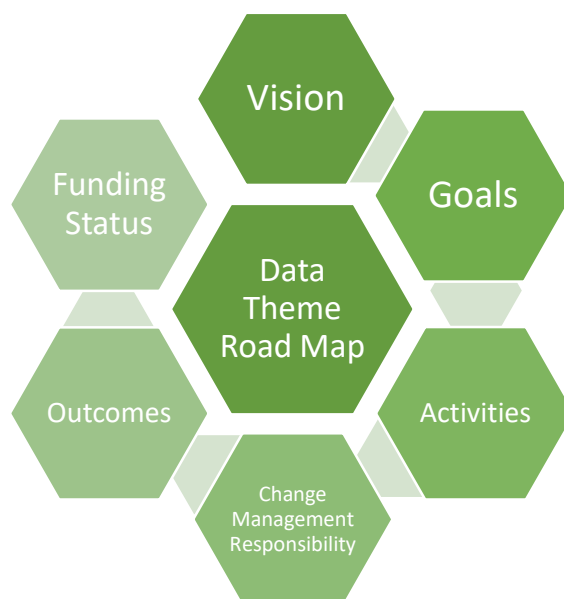 Vision
Goals
Funding
Status
Data
Theme
Road Map
Activities
Outcomes
Change
Management
Responsibility